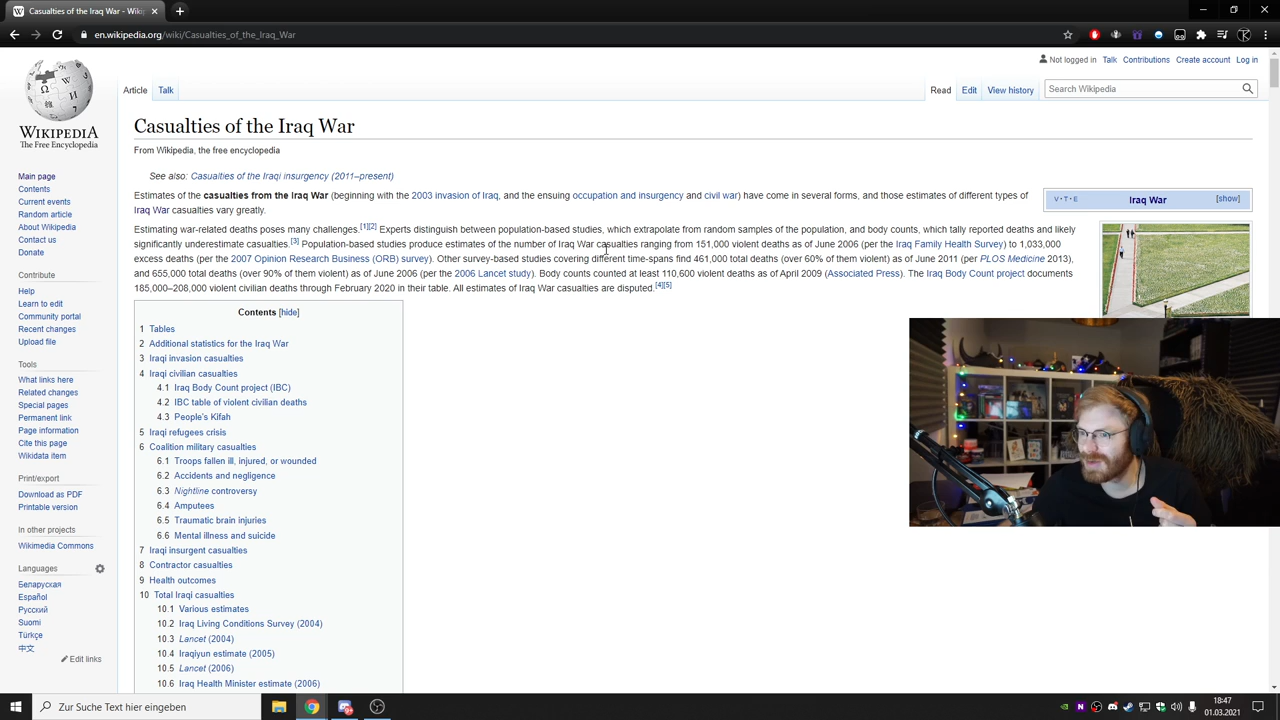 Casualties of the Iraq War - Wiki
en.wikipedia.org/wiki/Casualties_of_the_Iraq_War
Not logged in Talk Contributions Create account Log in
Article Talk Read Edit View history Search Wikipedia
WIKIPEDIA
The Free Encyclopedia
Main page
Contents
Current events
Random article
About Wikipedia
Contact us
Donate
Contribute
Help
Learn to edit
Community portal
Recent changes
Upload file
Tools
What links here
Related changes
Special pages
Permanent link
Page information
Cite this page
Wikidata item
Print/export
Download as PDF
Printable version
In other projects
Wikimedia Commons
Languages
Беларуская
Español
Русский
Suomi
Türkçe
中文
Edit links
Casualties of the Iraq War
From Wikipedia, the free encyclopedia
See also: Casualties of the Iraqi insurgency (2011–present)
Estimates of the casualties from the Iraq War (beginning with the 2003 invasion of Iraq, and the ensuing occupation and insurgency and civil war) have come in several forms, and those estimates of different types of
Iraq War casualties vary greatly.
Estimating war-related deaths poses many challenges.[1][2] Experts distinguish between population-based studies, which extrapolate from random samples of the population, and body counts, which tally reported deaths and likely
significantly underestimate casualties.[3] Population-based studies produce estimates of the number of Iraq War casualties ranging from 151,000 violent deaths as of June 2006 (per the Iraq Family Health Survey) to 1,033,000
excess deaths (per the 2007 Opinion Research Business (ORB) survey). Other survey-based studies covering different time-spans find 461,000 total deaths (over 60% of them violent) as of June 2011 (per PLOS Medicine 2013),
and 655,000 total deaths (over 90% of them violent) as of June 2006 (per the 2006 Lancet study). Body counts counted at least 110,600 violent deaths as of April 2009 (Associated Press). The Iraq Body Count project documents
185,000–208,000 violent civilian deaths through February 2020 in their table. All estimates of Iraq War casualties are disputed.[4][5]
V·T·E Iraq War [show]
Contents [hide]
1 Tables
2 Additional statistics for the Iraq War
3 Iraqi invasion casualties
4 Iraqi civilian casualties
4.1 Iraq Body Count project (IBC)
4.2 IBC table of violent civilian deaths
4.3 People's Kifah
5 Iraqi refugees crisis
6 Coalition military casualties
6.1 Troops fallen ill, injured, or wounded
6.2 Accidents and negligence
6.3 Nightline controversy
6.4 Amputees
6.5 Traumatic brain injuries
6.6 Mental illness and suicide
7 Iraqi insurgent casualties
8 Contractor casualties
9 Health outcomes
10 Total Iraqi casualties
10.1 Various estimates
10.2 Iraq Living Conditions Survey (2004)
10.3 Lancet (2004)
10.4 Iraqiyun estimate (2005)
10.5 Lancet (2006)
10.6 Iraq Health Minister estimate (2006)
Zur Suche Text hier eingeben
18:47
01.03.2021